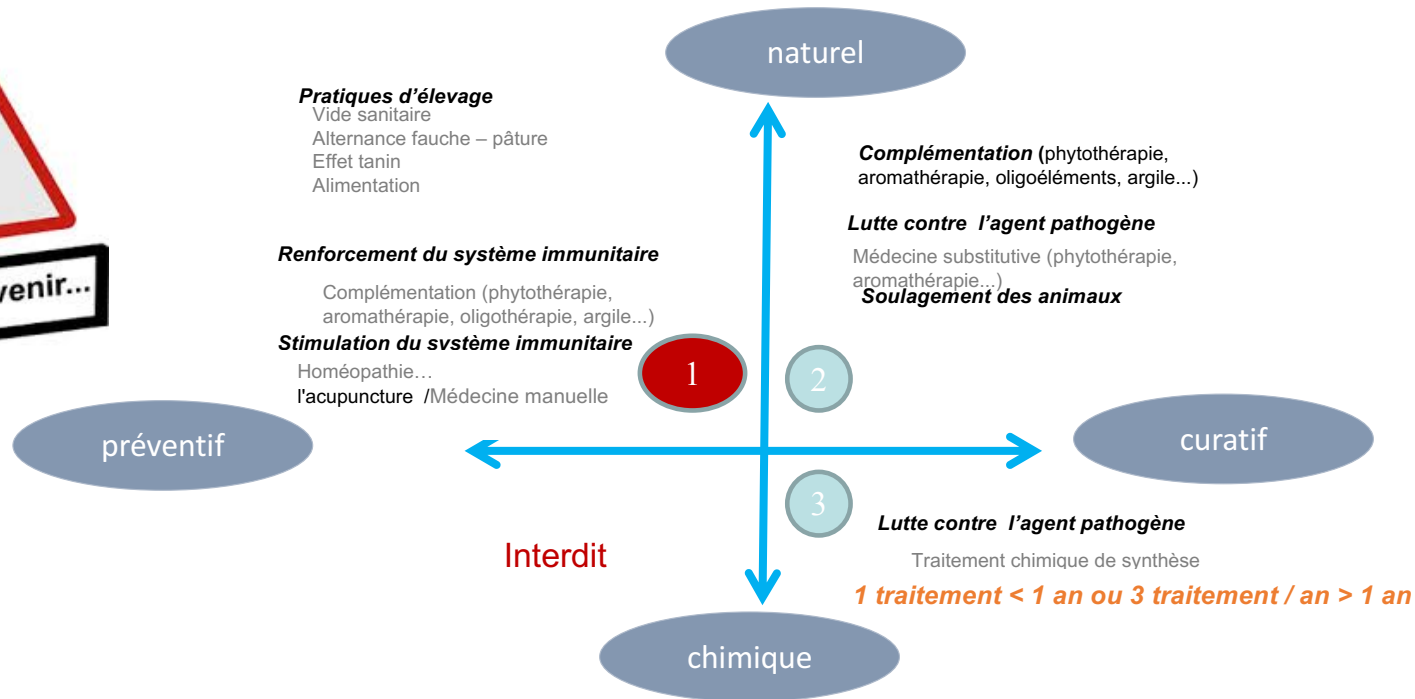 naturel
Pratiques d'élevage
Vide sanitaire
Alternance fauche – pâture
Effet tanin
Alimentation
Complémentation (phytothérapie,
aromathérapie, oligoéléments, argile...)
Lutte contre l'agent pathogène
Médecine substitutive (phytothérapie,
aromathérapie...)
Soulagement des animaux
Renforcement du système immunitaire
Complémentation (phytothérapie,
aromathérapie, oligothérapie, argile...)
Stimulation du système immunitaire
Homéopathie…
l'acupuncture /Médecine manuelle
venir...
1
2
préventif
curatif
3
Interdit
Lutte contre l'agent pathogène
Traitement chimique de synthèse
1 traitement < 1 an ou 3 traitement / an > 1 an
chimique